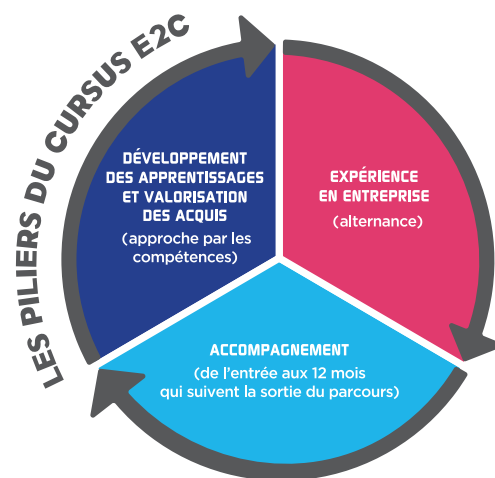 LES PILIERS DU CURSUS E2C
DÉVELOPPEMENT
DES APPRENTISSAGES
ET VALORISATION
DES ACQUIS
(approche par les
compétences)
EXPÉRIENCE
EN ENTREPRISE
(alternance)
ACCOMPAGNEMENT
(de l'entrée aux 12 mois
qui suivent la sortie du parcours)